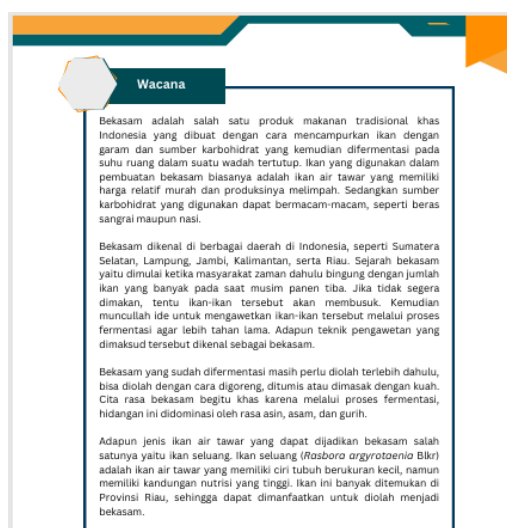 Wacana
Bekasam adalah salah satu produk makanan tradisional khas
Indonesia yang dibuat dengan cara mencampurkan ikan dengan
garam dan sumber karbohidrat yang kemudian difermentasi pada
suhu ruang dalam suatu wadah tertutup. Ikan yang digunakan dalam
pembuatan bekasam biasanya adalah ikan air tawar yang memiliki
harga relatif murah dan produksinya melimpah. Sedangkan sumber
karbohidrat yang digunakan dapat bermacam-macam, seperti beras
sangrai maupun nasi.
Bekasam dikenal di berbagai daerah di Indonesia, seperti Sumatera
Selatan, Lampung, Jambi, Kalimantan, serta Riau. Sejarah bekasam
yaitu dimulai ketika masyarakat zaman dahulu bingung dengan jumlah
ikan yang banyak pada saat musim panen tiba. Jika tidak segera
dimakan, tentu ikan-ikan tersebut akan membusuk. Kemudian
muncullah ide untuk mengawetkan ikan-ikan tersebut melalui proses
fermentasi agar lebih tahan lama. Adapun teknik pengawetan yang
dimaksud tersebut dikenal sebagai bekasam.
Bekasam yang sudah difermentasi masih perlu diolah terlebih dahulu,
bisa diolah dengan cara digoreng, ditumis atau dimasak dengan kuah.
Cita rasa bekasam begitu khas karena melalui proses fermentasi,
hidangan ini didominasi oleh rasa asin, asam, dan gurih.
Adapun jenis ikan air tawar yang dapat dijadikan bekasam salah
satunya yaitu ikan seluang. Ikan seluang (Rasbora argyrotaenia Blkr)
adalah ikan air tawar yang memiliki ciri tubuh berukuran kecil, namun
memiliki kandungan nutrisi yang tinggi. Ikan ini banyak ditemukan di
Provinsi Riau, sehingga dapat dimanfaatkan untuk diolah menjadi
bekasam.